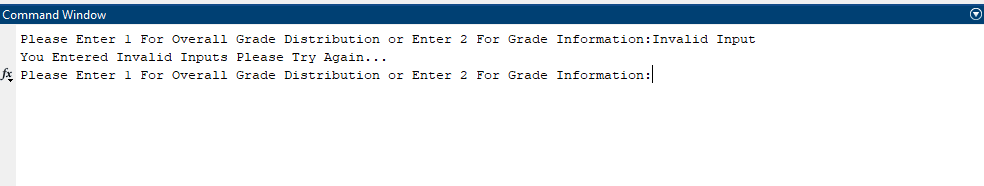 Command Window
Please Enter 1 For Overall Grade Distribution or Enter 2 For Grade Information:Invalid Input
You Entered Invalid Inputs Please Try Again...
fx Please Enter 1 For Overall Grade Distribution or Enter 2 For Grade Information: